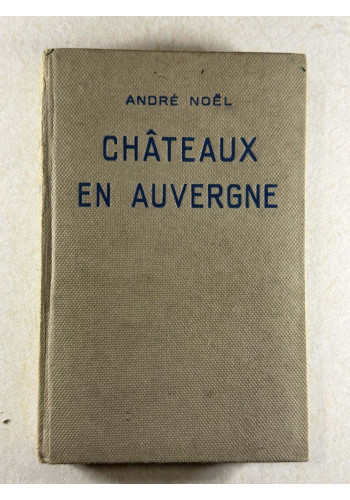 ANDRÉ NOËL
CHÂTEAUX
EN AUVERGNE